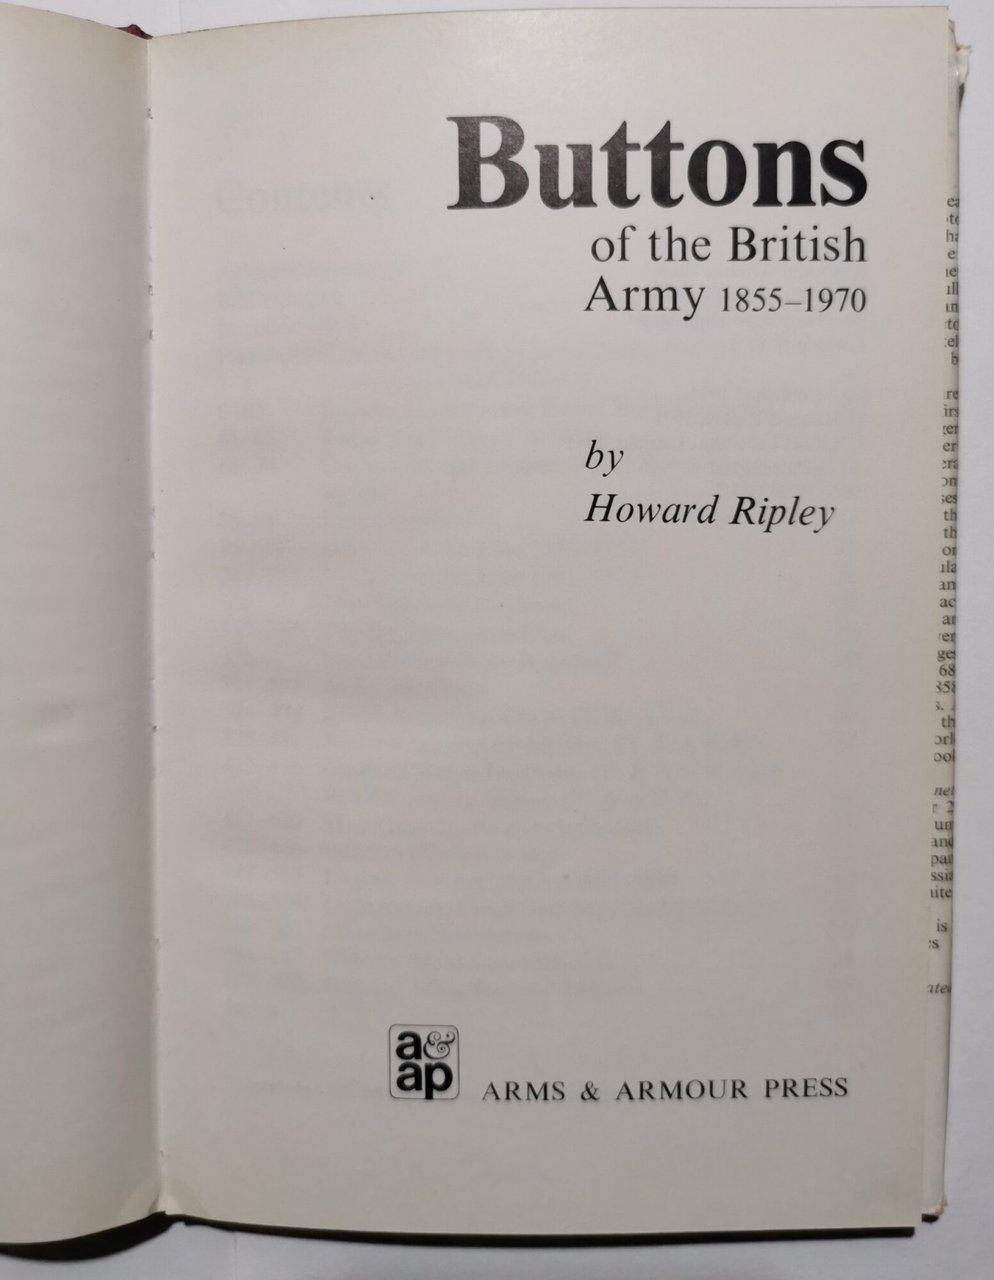 Buttons
of the British
Army 1855–1970
by
Howard Ripley
a&
ap
ARMS & ARMOUR PRESS